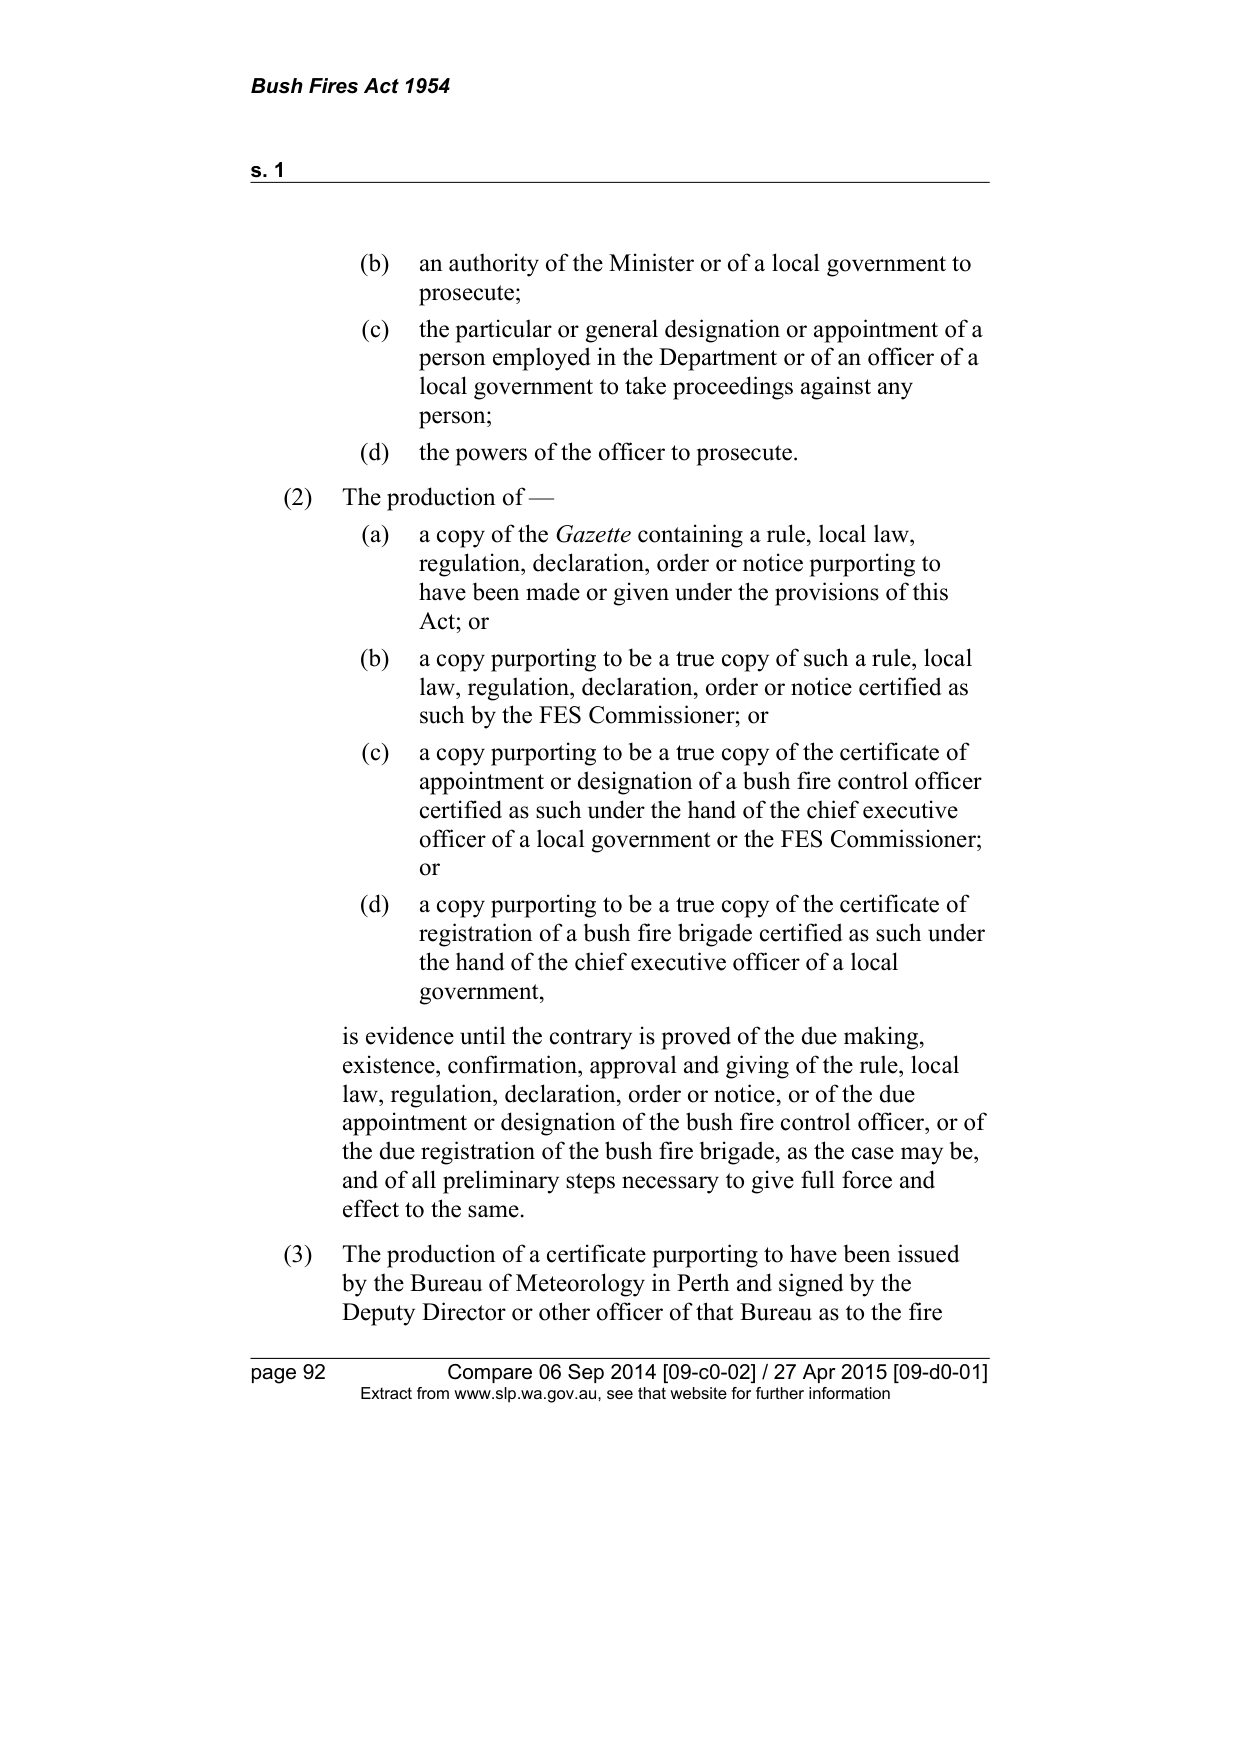 Bush Fires Act 1954
s. 1
(b) an authority of the Minister or of a local government to
prosecute;
(c) the particular or general designation or appointment of a
person employed in the Department or of an officer of a
local government to take proceedings against any
person;
(d) the powers of the officer to prosecute.
(2) The production of —
(a) a copy of the Gazette containing a rule, local law,
regulation, declaration, order or notice purporting to
have been made or given under the provisions of this
Act; or
(b) a copy purporting to be a true copy of such a rule, local
law, regulation, declaration, order or notice certified as
such by the FES Commissioner; or
(c) a copy purporting to be a true copy of the certificate of
appointment or designation of a bush fire control officer
certified as such under the hand of the chief executive
officer of a local government or the FES Commissioner;
or
(d) a copy purporting to be a true copy of the certificate of
registration of a bush fire brigade certified as such under
the hand of the chief executive officer of a local
government,
is evidence until the contrary is proved of the due making,
existence, confirmation, approval and giving of the rule, local
law, regulation, declaration, order or notice, or of the due
appointment or designation of the bush fire control officer, or of
the due registration of the bush fire brigade, as the case may be,
and of all preliminary steps necessary to give full force and
effect to the same.
(3) The production of a certificate purporting to have been issued
by the Bureau of Meteorology in Perth and signed by the
Deputy Director or other officer of that Bureau as to the fire
page 92 Compare 06 Sep 2014 [09-c0-02] / 27 Apr 2015 [09-d0-01]
Extract from www.slp.wa.gov.au, see that website for further information